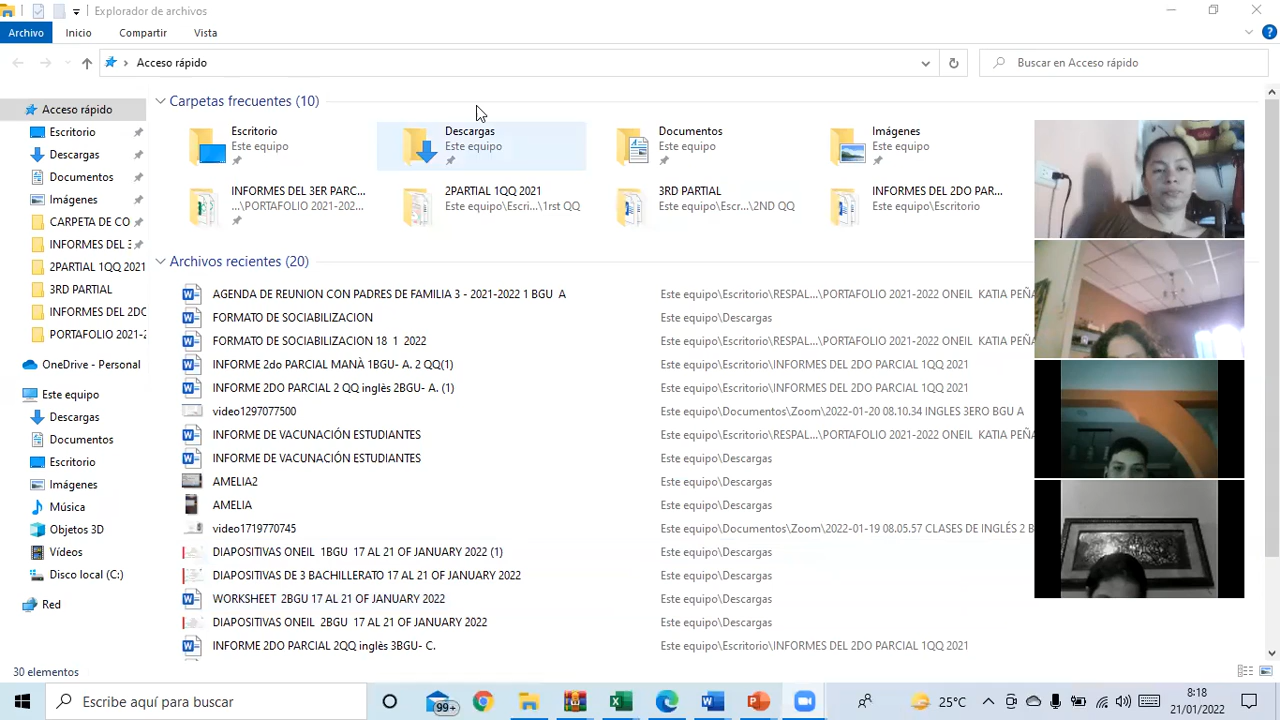 Explorador de archivos
Archivo Inicio Compartir Vista
Acceso rápido
Buscar en Acceso rápido
Acceso rápido
Escritorio
Descargas
Documentos
Imágenes
CARPETA DE CO
INFORMES DEL 3
2PARTIAL 1QQ 2021
3RD PARTIAL
INFORMES DEL 2DO
PORTAFOLIO 2021-2
OneDrive - Personal
Este equipo
Descargas
Documentos
Escritorio
Imágenes
Música
Objetos 3D
Vídeos
Disco local (C:)
Red
Carpetas frecuentes (10)
Escritorio
Este equipo
Descargas
Este equipo
Documentos
Este equipo
Imágenes
Este equipo
INFORMES DEL 3ER PARC...
...\PORTAFOLIO 2021-202...
2PARTIAL 1QQ 2021
Este equipo\Escri...\1rst QQ
3RD PARTIAL
Este equipo\Escr...\2ND QQ
INFORMES DEL 2DO PAR...
Este equipo\Escritorio
Archivos recientes (20)
AGENDA DE REUNION CON PADRES DE FAMILIA 3 - 2021-2022 1 BGU A Este equipo\Escritorio\RESPAL...\PORTAFOLIO 2021-2022 ONEIL KATIA PEÑA
FORMATO DE SOCIABILIZACION Este equipo\Descargas
FORMATO DE SOCIABILIZACIÓN 18 1 2022 Este equipo\Escritorio\RESPAL...\PORTAFOLIO 2021-2022 ONEIL KATIA PEÑA
INFORME 2do PARCIAL MANÁ 1BGU- A. 2 QQ(1) Este equipo\Escritorio\INFORMES DEL 2DO PARCIAL 1QQ 2021
INFORME 2DO PARCIAL 2 QQ inglès 2BGU- A. (1) Este equipo\Escritorio\INFORMES DEL 2DO PARCIAL 1QQ 2021
video1297077500 Este equipo\Documentos\Zoom\2022-01-20 08.10.34 INGLES 3ERO BGU A
INFORME DE VACUNACIÓN ESTUDIANTES Este equipo\Escritorio\RESPAL...\PORTAFOLIO 2021-2022 ONEIL KATIA PEÑA
INFORME DE VACUNACIÓN ESTUDIANTES Este equipo\Descargas
AMELIA2 Este equipo\Descargas
AMELIA Este equipo\Descargas
video1719770745 Este equipo\Documentos\Zoom\2022-01-19 08.05.57 CLASES DE INGLÉS 2 B
DIAPOSITIVAS ONEIL 1BGU 17 AL 21 OF JANUARY 2022 (1) Este equipo\Descargas
DIAPOSITIVAS DE 3 BACHILLERATO 17 AL 21 OF JANUARY 2022 Este equipo\Descargas
WORKSHEET 2BGU 17 AL 21 OF JANUARY 2022 Este equipo\Descargas
DIAPOSITIVAS ONEIL 2BGU 17 AL 21 OF JANUARY 2022 Este equipo\Descargas
INFORME 2DO PARCIAL 2QQ inglès 3BGU- C. Este equipo\Escritorio\INFORMES DEL 2DO PARCIAL 1QQ 2021
30 elementos
Escribe aquí para buscar
99+
25°C
8:18
21/01/2022